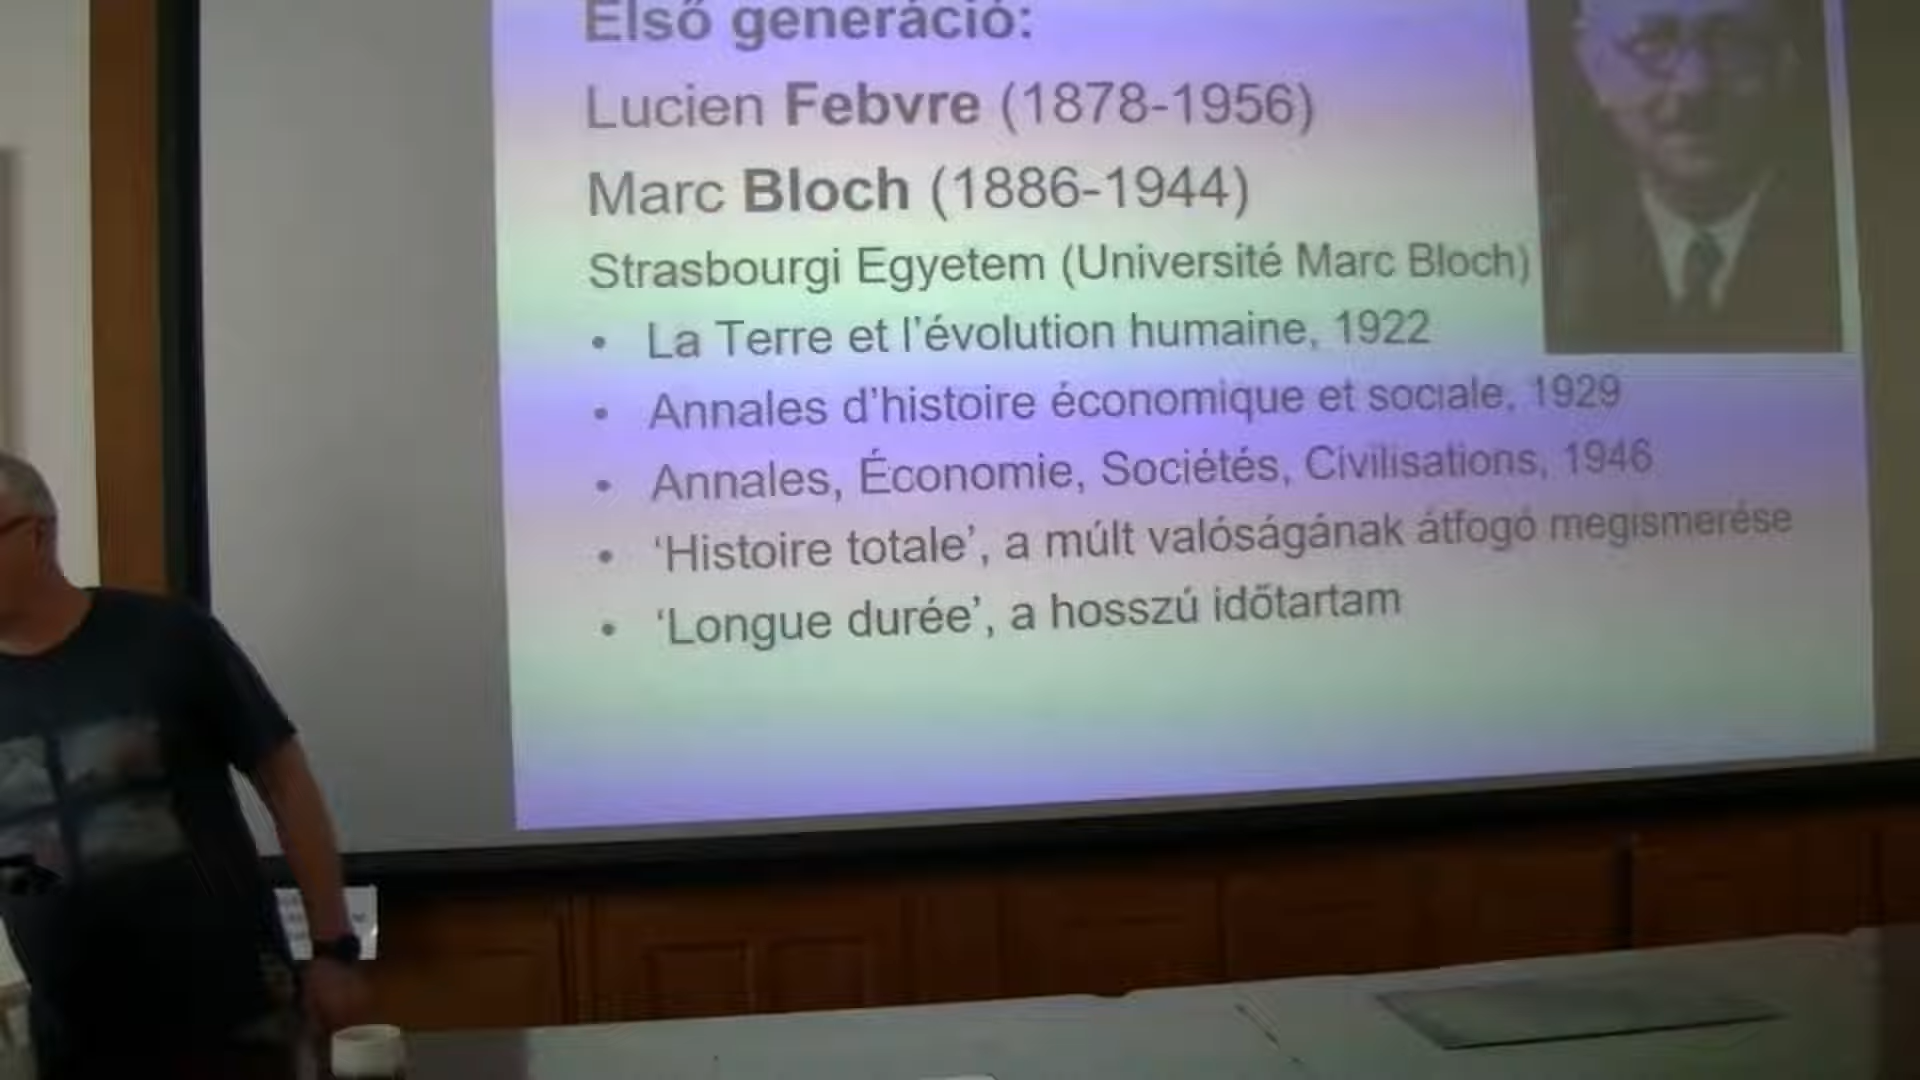 Első generáció:
Lucien Febvre (1878-1956)
Marc Bloch (1886-1944)
Strasbourgi Egyetem (Université Marc Bloch)
• La Terre et l'évolution humaine, 1922
• Annales d'histoire économique et sociale, 1929
• Annales, Économie, Sociétés, Civilisations, 1946
• ‘Histoire totale’, a múlt valóságának átfogó megismerése
• ‘Longue durée’, a hosszú időtartam